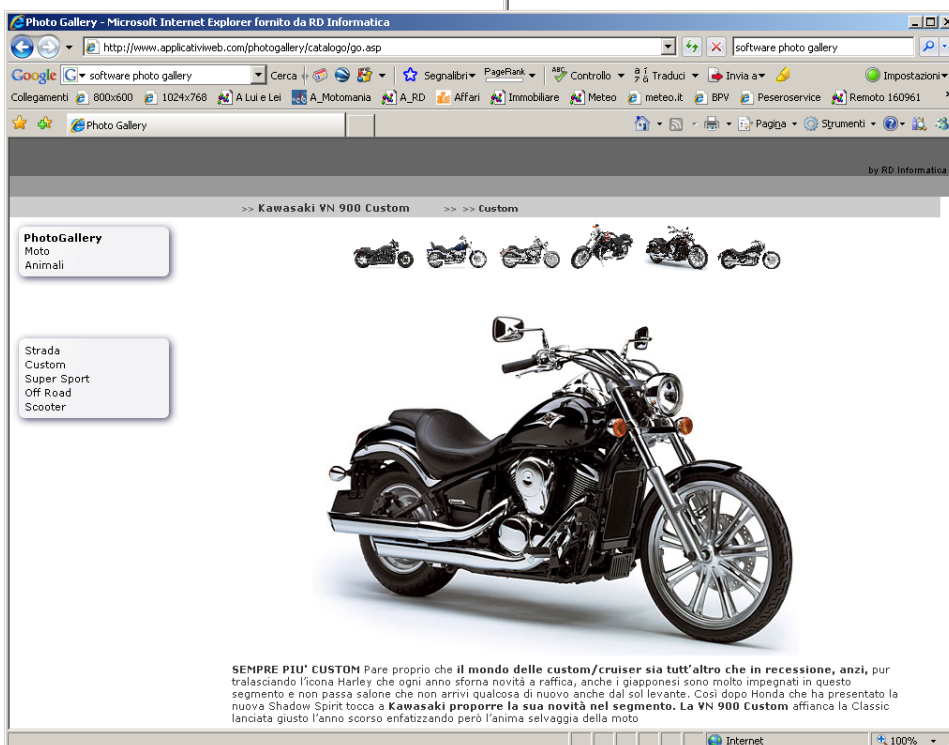 Photo Gallery - Microsoft Internet Explorer fornito da RD Informatica
http://www.applicativiweb.com/photogallery/catalogo/go.asp
software photo gallery
Google
software photo gallery
Cerca
Segnalibri
PageRank
Controllo
Traduci
Invia a
Impostazioni
Collegamenti
800x600
1024x768
A Lui e Lei
A_Motomania
A_RD
Affari
Immobiliare
Meteo
meteo.it
BPV
Peseroservice
Remoto 160961
Photo Gallery
Pagina
Strumenti
by RD Informatica
>> Kawasaki VN 900 Custom >> >> Custom
PhotoGallery
Moto
Animali
Strada
Custom
Super Sport
Off Road
Scooter
SEMPRE PIU' CUSTOM Pare proprio che il mondo delle custom/cruiser sia tutt'altro che in recessione, anzi, pur
tralasciando l'icona Harley che ogni anno sforna novità a raffica, anche i giapponesi sono molto impegnati in questo
segmento e non passa salone che non arrivi qualcosa di nuovo anche dal sol levante. Così dopo Honda che ha presentato la
nuova Shadow Spirit tocca a Kawasaki proporre la sua novità nel segmento. La VN 900 Custom affianca la Classic
lanciata giusto l'anno scorso enfatizzando però l'anima selvaggia della moto
Internet
100%